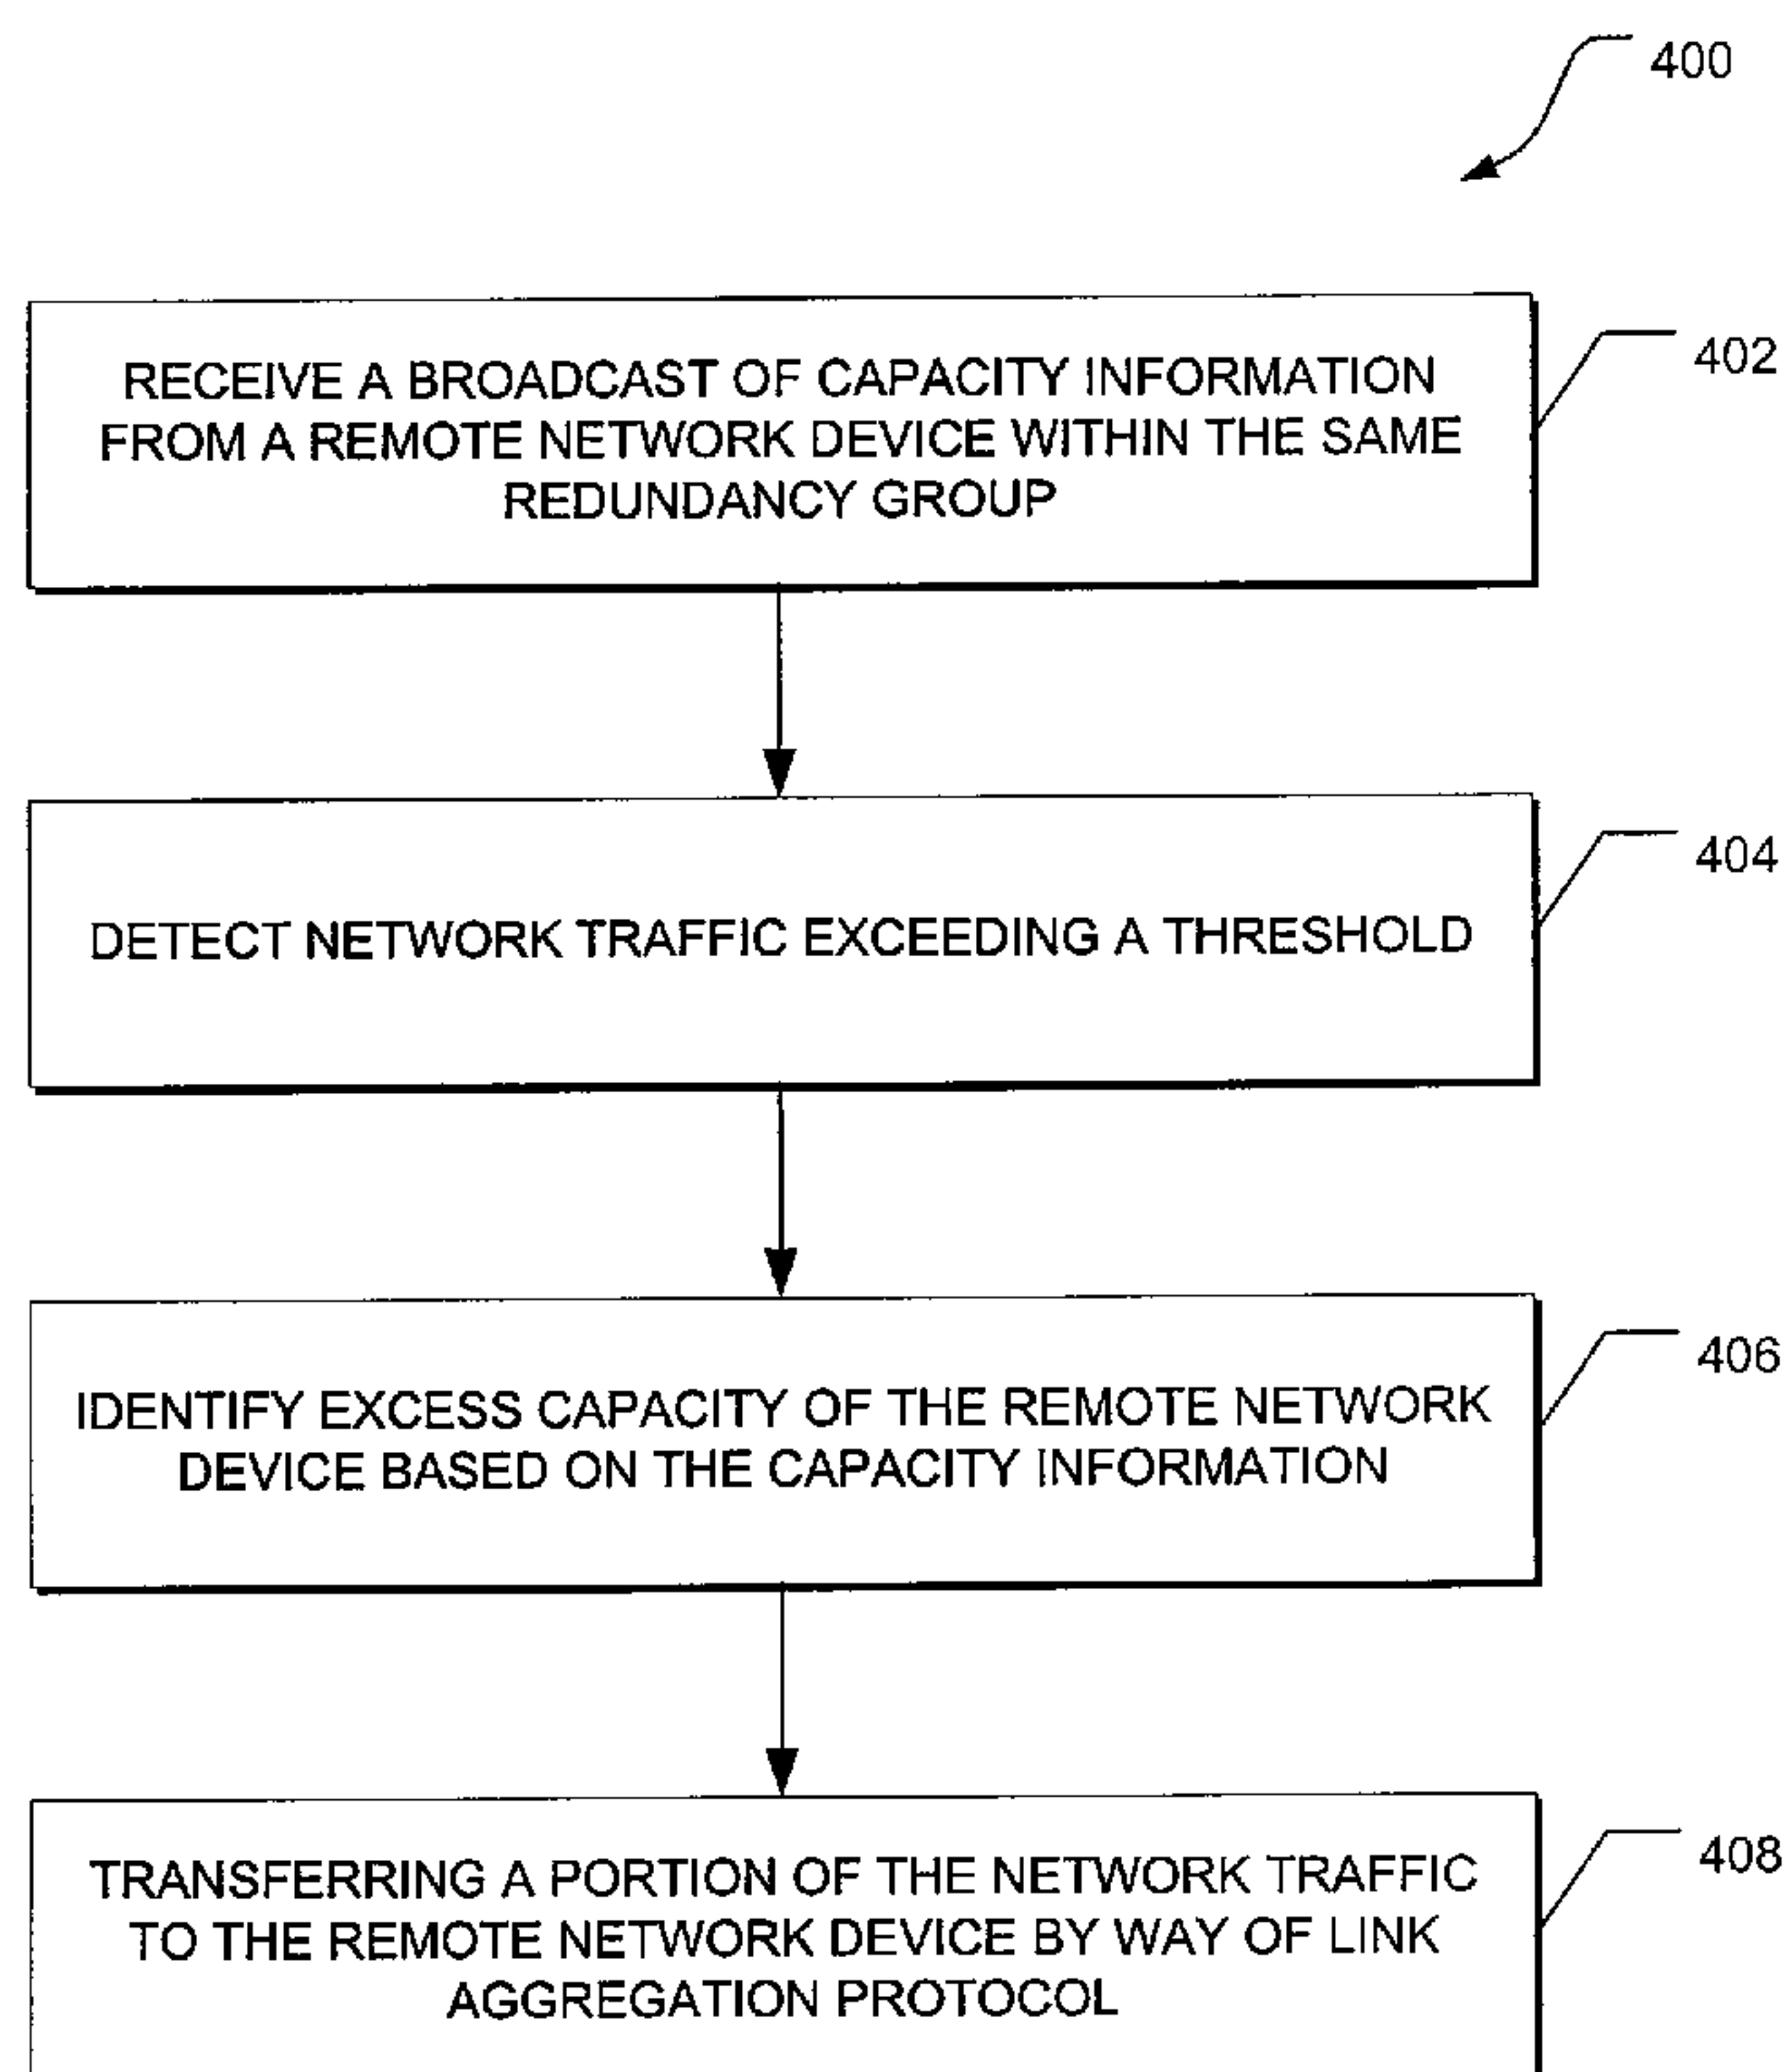 400
RECEIVE A BROADCAST OF CAPACITY INFORMATION
FROM A REMOTE NETWORK DEVICE WITHIN THE SAME
REDUNDANCY GROUP
402
DETECT NETWORK TRAFFIC EXCEEDING A THRESHOLD
404
IDENTIFY EXCESS CAPACITY OF THE REMOTE NETWORK
DEVICE BASED ON THE CAPACITY INFORMATION
406
TRANSFERRING A PORTION OF THE NETWORK TRAFFIC
TO THE REMOTE NETWORK DEVICE BY WAY OF LINK
AGGREGATION PROTOCOL
408